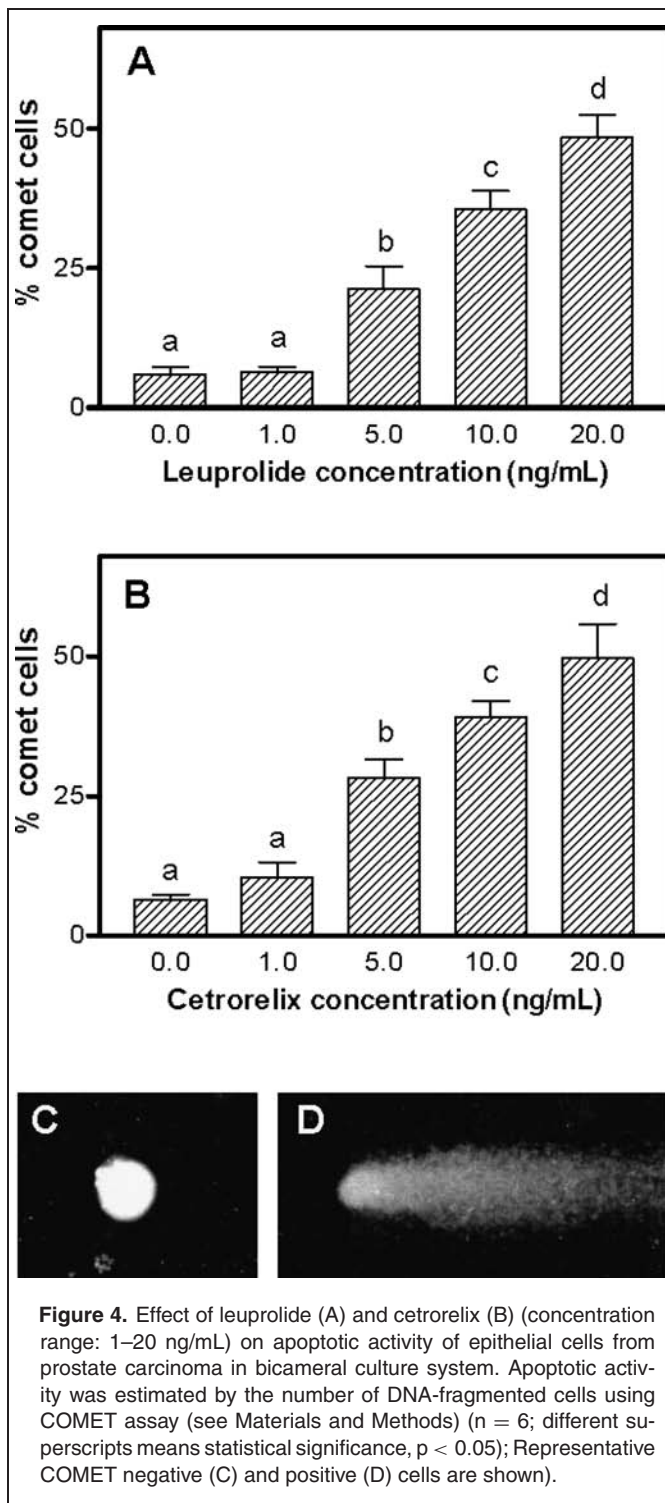 A
d
50
c
% comet cells
b
25
a a
0
0.0 1.0 5.0 10.0 20.0
Leuprolide concentration (ng/mL)
B
d
50
c
% comet cells
b
25
a
a
0
0.0 1.0 5.0 10.0 20.0
Cetrorelix concentration (ng/mL)
C D
Figure 4. Effect of leuprolide (A) and cetrorelix (B) (concentration
range: 1–20 ng/mL) on apoptotic activity of epithelial cells from
prostate carcinoma in bicameral culture system. Apoptotic activ-
ity was estimated by the number of DNA-fragmented cells using
COMET assay (see Materials and Methods) (n = 6; different su-
perscripts means statistical significance, p < 0.05); Representative
COMET negative (C) and positive (D) cells are shown).